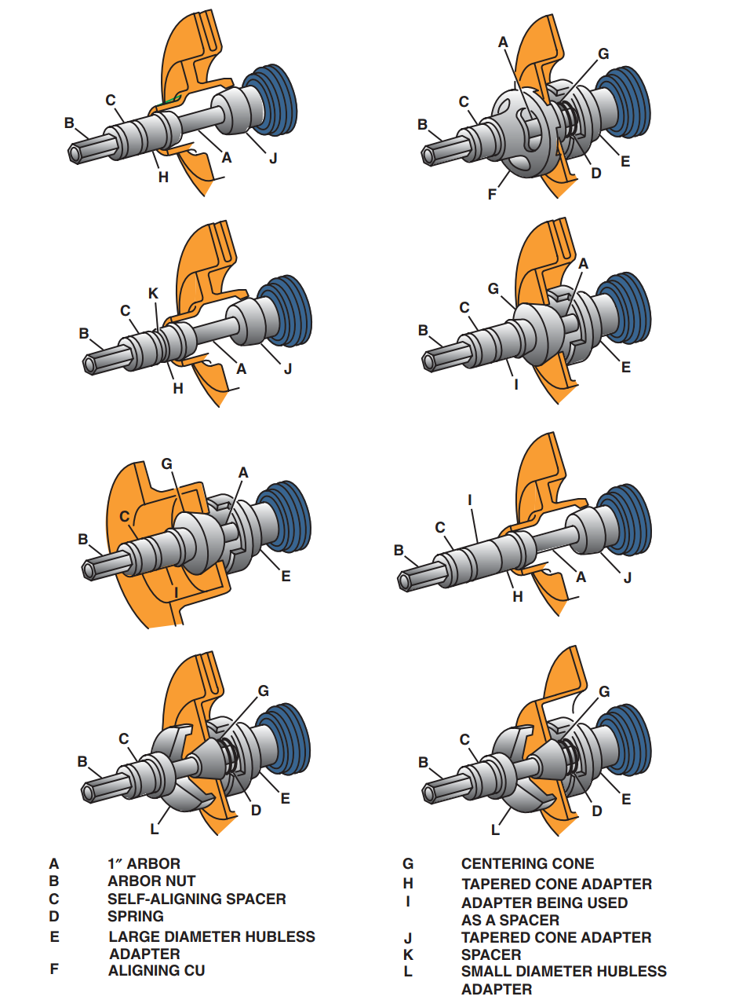 A
G
C
B
H
A
J
C
B
F
D
E
K
C
B
H
A
J
A
G
C
B
I
E
G
A
C
B
I
E
I
C
B
H
A
J
G
C
B
L
D
E
G
C
B
L
D
E
A 1″ ARBOR
B ARBOR NUT
C SELF-ALIGNING SPACER
D SPRING
E LARGE DIAMETER HUBLESS
ADAPTER
F ALIGNING CU
G CENTERING CONE
H TAPERED CONE ADAPTER
I ADAPTER BEING USED
AS A SPACER
J TAPERED CONE ADAPTER
K SPACER
L SMALL DIAMETER HUBLESS
ADAPTER